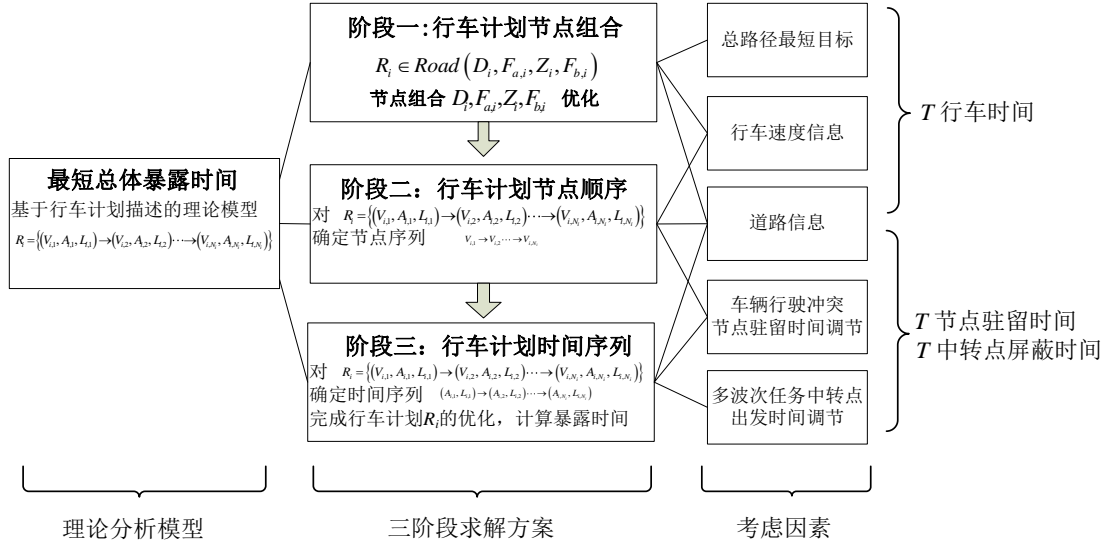 最短总体暴露时间
基于行车计划描述的理论模型
R_i={(V_{i,1},A_{i,1},L_{i,1})→(V_{i,2},A_{i,2},L_{i,2})⋯→(V_{i,N_i},A_{i,N_i},L_{i,N_i})}
理论分析模型
阶段一:行车计划节点组合
R_i∈Road(D_i,F_{a,i},Z_i,F_{b,i})
节点组合 D_i,F_{a,i},Z_i,F_{b,i} 优化
阶段二：行车计划节点顺序
对 R_i={(V_{i,1},A_{i,1},L_{i,1})→(V_{i,2},A_{i,2},L_{i,2})⋯→(V_{i,N_i},A_{i,N_i},L_{i,N_i})}
确定节点序列 V_{i,1}→V_{i,2}⋯→V_{i,N_i}
阶段三：行车计划时间序列
对 R_i={(V_{i,1},A_{i,1},L_{i,1})→(V_{i,2},A_{i,2},L_{i,2})⋯→(V_{i,N_i},A_{i,N_i},L_{i,N_i})}
确定时间序列 (A_{i,1},L_{i,1})→(A_{i,2},L_{i,2})⋯→(A_{i,N_i},L_{i,N_i})
完成行车计划R_i的优化，计算暴露时间
三阶段求解方案
总路径最短目标
行车速度信息
道路信息
车辆行驶冲突
节点驻留时间调节
多波次任务中转点
出发时间调节
考虑因素
T 行车时间
T 节点驻留时间
T 中转点屏蔽时间